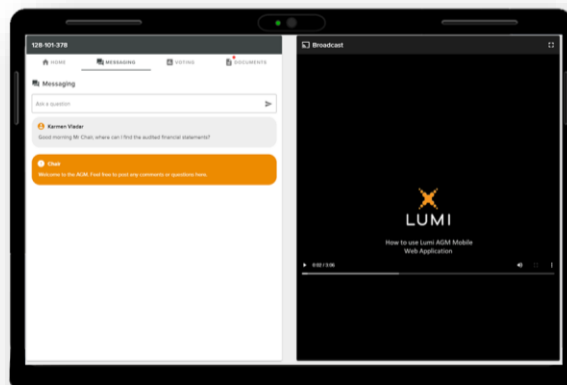 128-101-378
HOME
MESSAGING
VOTING
DOCUMENTS
Messaging
Ask a question
Karmen Vladar
Good morning Mr Chair, where can I find the audited financial statements?
Chair
Welcome to the AGM. Feel free to post any comments or questions here.
Broadcast
LUMI
How to use Lumi AGM Mobile
Web Application
0:02 / 3:06